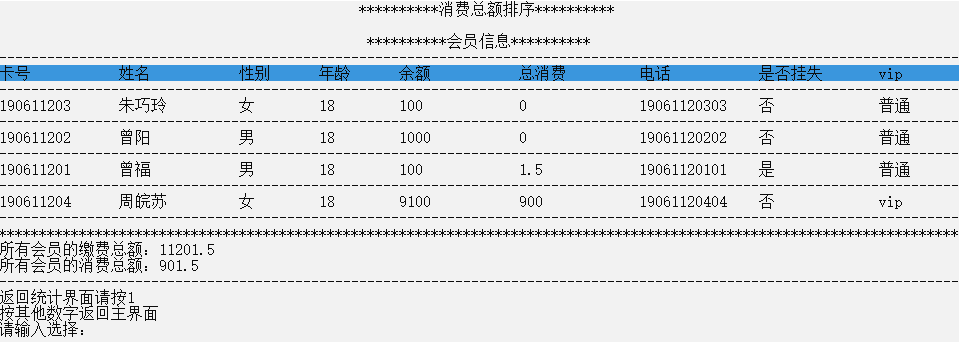 **********消费总额排序**********
**********会员信息**********
卡号 姓名 性别 年龄 余额 总消费 电话 是否挂失 vip
190611203 朱巧玲 女 18 100 0 19061120303 否 普通
190611202 曾阳 男 18 1000 0 19061120202 否 普通
190611201 曾福 男 18 100 1.5 19061120101 是 普通
190611204 周皖苏 女 18 9100 900 19061120404 否 vip
************************************************************************************************************************
所有会员的缴费总额: 11201.5
所有会员的消费总额: 901.5
返回统计界面请按1
按其他数字返回主界面
请输入选择: